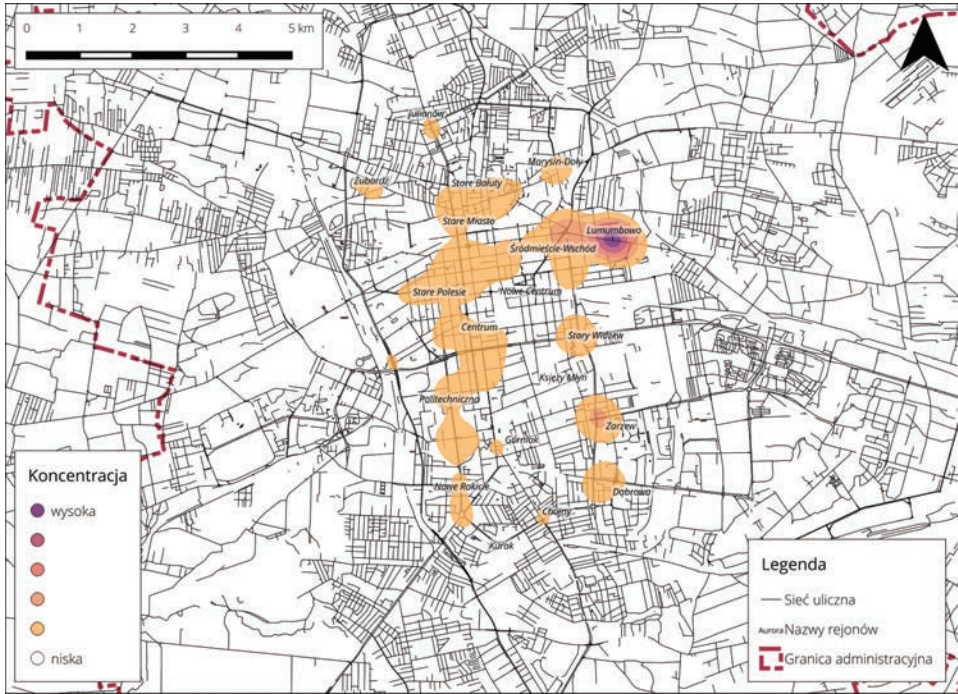 0 1 2 3 4 5 km
Julianów
Marysin-Doły
Żubardź
Stare Bałuty
Stare Miasto
Lumumbowo
Śródmieście-Wschód
Stare Polesie
Nowe Centrum
Centrum
Stary Widzew
Księży Młyn
Politechniczna
Zarzew
Górniak
Nowe Rokicie
Dąbrowa
Chojny
Kurak
Koncentracja
wysoka
niska
Legenda
Sieć uliczna
Aurora Nazwy rejonów
Granica administracyjna